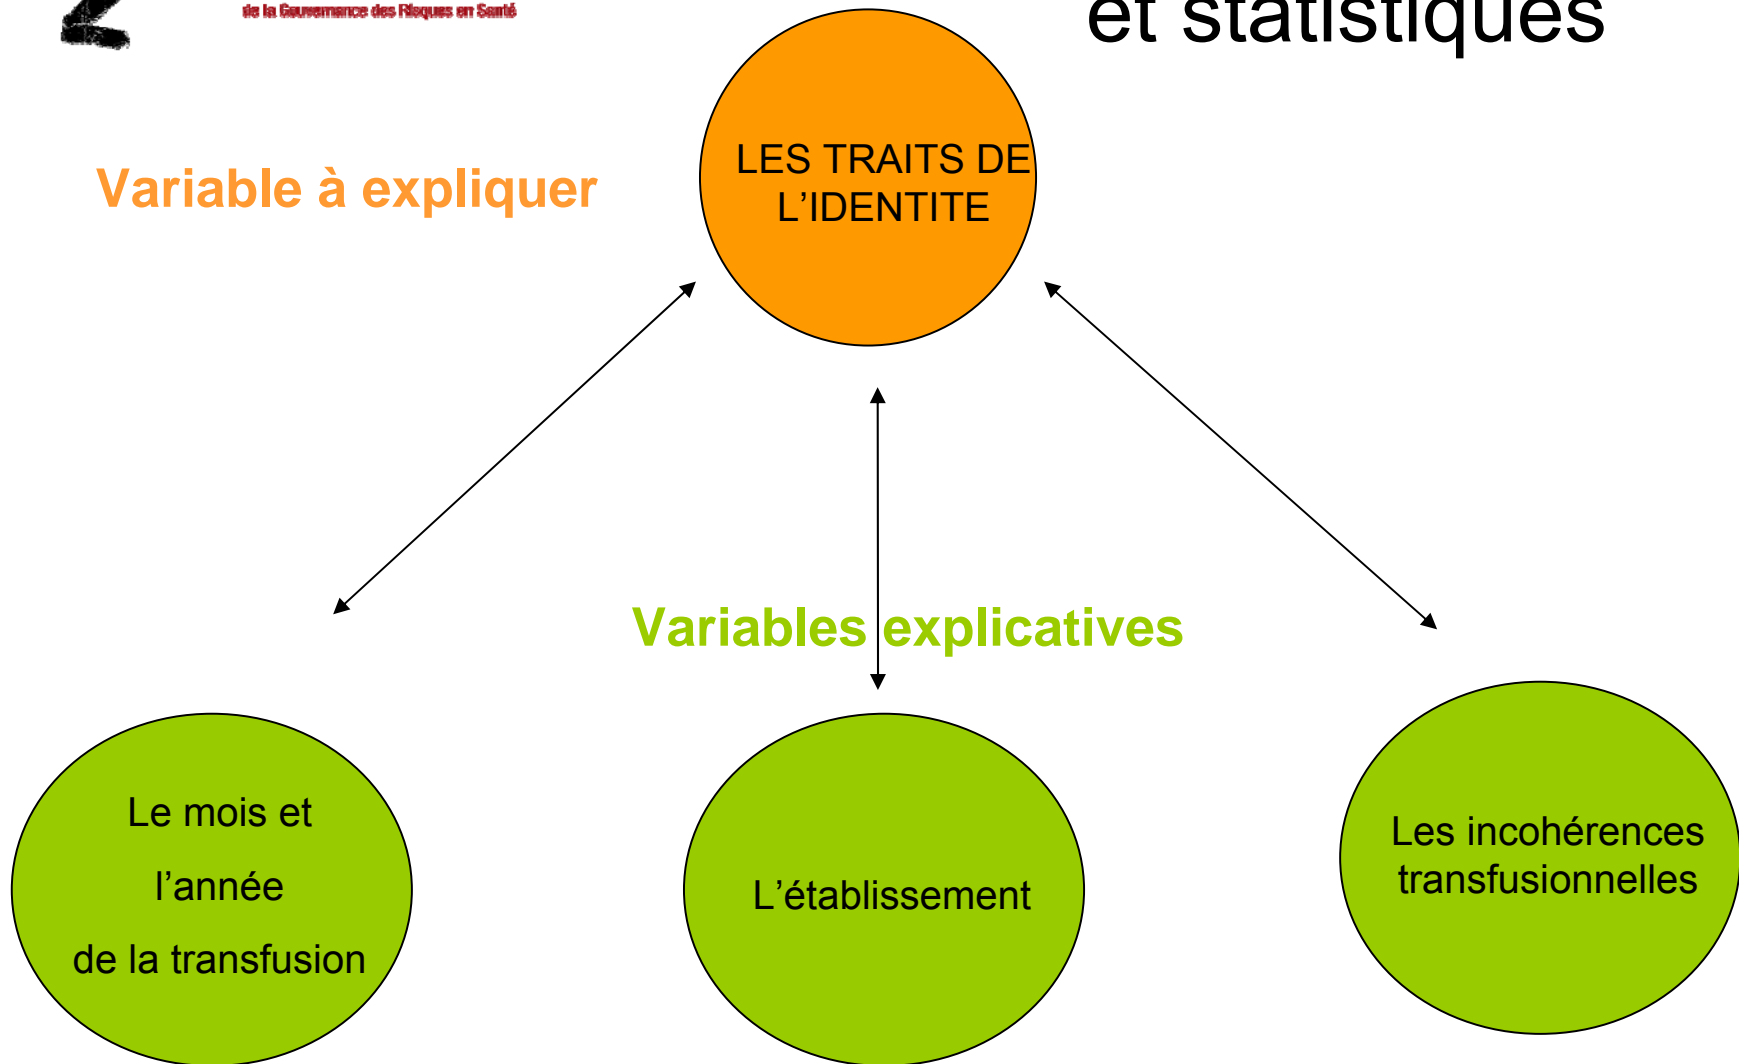 de la Gouvernance des Risques en Santé
et statistiques
LES TRAITS DE
L’IDENTITE
Variable à expliquer
Variables explicatives
Le mois et
l’année
de la transfusion
L’établissement
Les incohérences
transfusionnelles